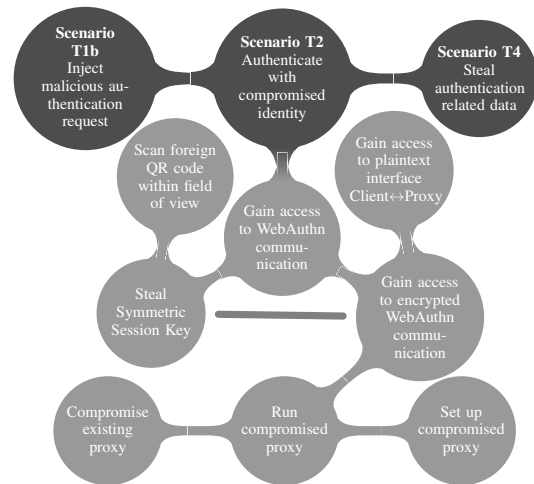 Scenario
T1b
Inject
malicious au-
thentication
request
Scenario T2
Authenticate
with
compromised
identity
Scenario T4
Steal
authentication
related data
Scan foreign
QR code
within field
of view
Gain access
to WebAuthn
commu-
nication
Gain access
to plaintext
interface
Client↔Proxy
Steal
Symmetric
Session Key
Gain access
to encrypted
WebAuthn
commu-
nication
Compromise
existing
proxy
Run
compromised
proxy
Set up
compromised
proxy